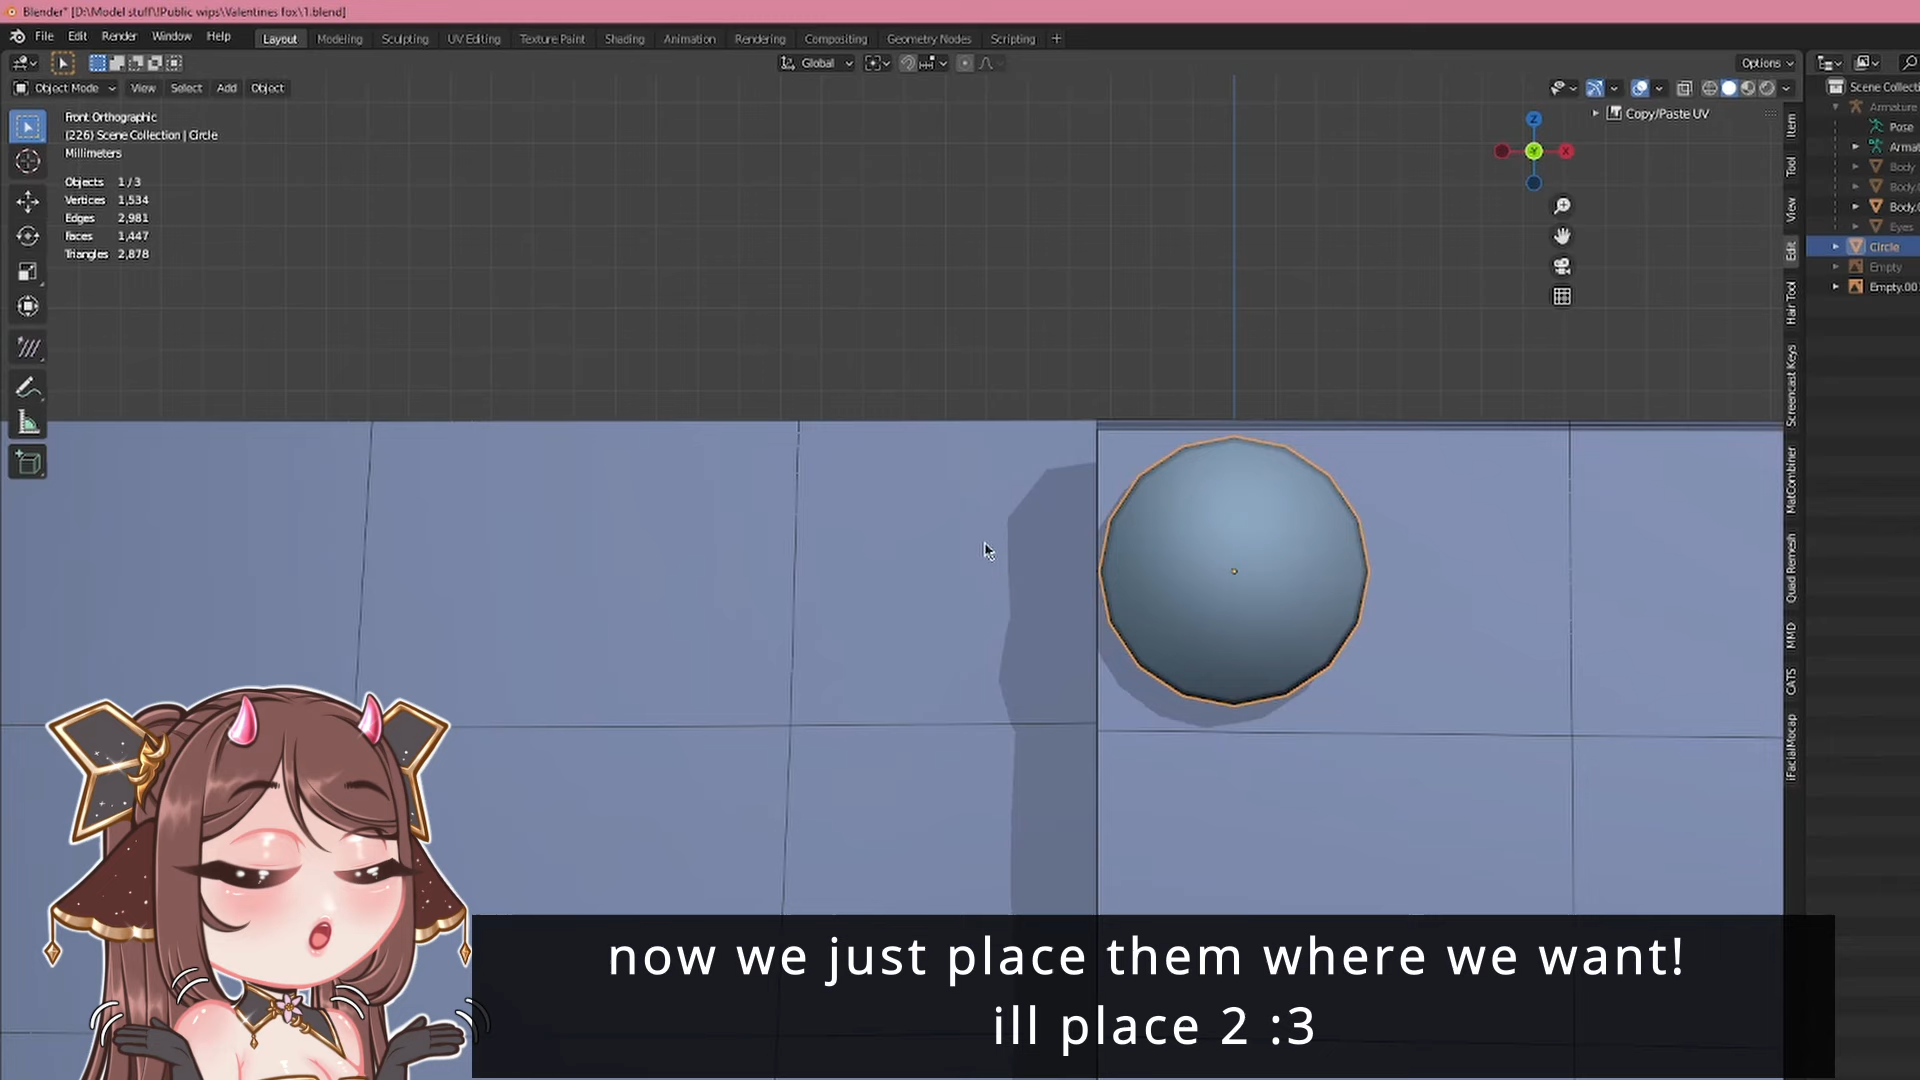 Blender* [D:\Model stuff\!Public wips\Valentines fox\1.blend]
File Edit Render Window Help Layout Modeling Sculpting UV Editing Texture Paint Shading Animation Rendering Compositing Geometry Nodes Scripting +
Global Options
Object Mode View Select Add Object
Front Orthographic
(226) Scene Collection | Circle
Millimeters
Objects 1/3
Vertices 1,534
Edges 2,981
Faces 1,447
Triangles 2,878
Z
Y
X
Copy/Paste UV
Item
Tool
View
Edit
Hair Tool
Screencast Keys
MatCombiner
Quad Remesh
MMD
CATS
iFacialMocap
Scene Collecti
Armature
Pose
Armat
Body
Body.
Body.
Eyes
Circle
Empty
Empty.00
now we just place them where we want!
ill place 2 :3